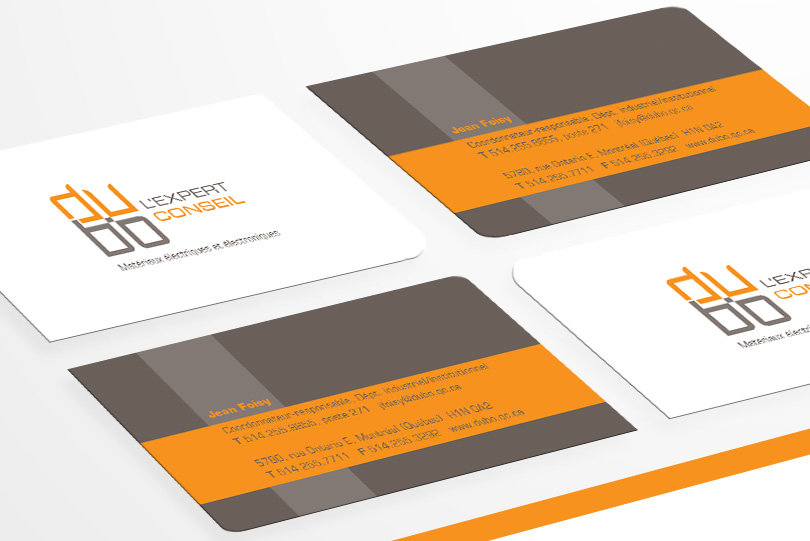 du
bo
L'EXPERT
CONSEIL
Matériaux électriques et électroniques
Jean Foisy
Coordonnateur-responsable, Dépt. industriel/institutionnel
T 514.255.8855, poste 271 jfoisy@dubo.qc.ca
5780, rue Ontario E, Montréal (Québec) H1N 0A2
T 514.255.7711 F 514.255.3292 www.dubo.qc.ca
Jean Foisy
Coordonnateur-responsable, Dépt. industriel/institutionnel
T 514.255.8855, poste 271 jfoisy@dubo.qc.ca
5780, rue Ontario E, Montréal (Québec) H1N 0A2
T 514.255.7711 F 514.255.3292 www.dubo.qc.ca
du
bo
L'EXPE
CO
Matériaux électri